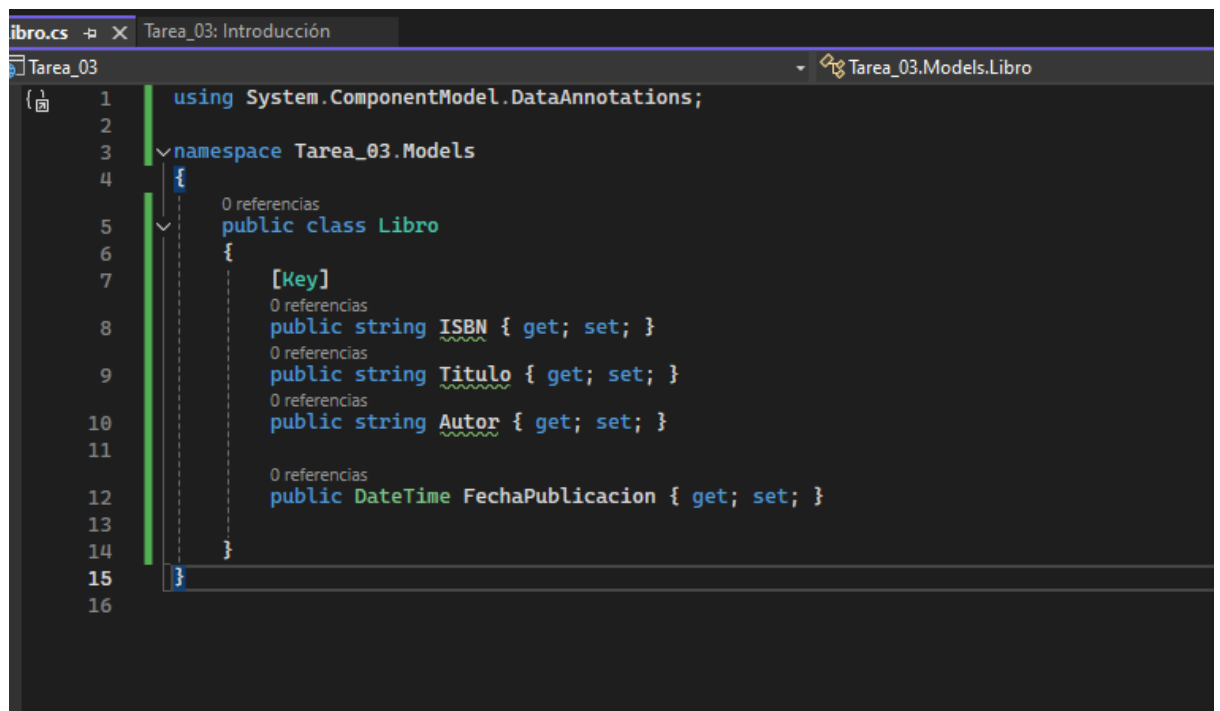 ibro.cs Tarea_03: Introducción
Tarea_03 Tarea_03.Models.Libro
1 using System.ComponentModel.DataAnnotations;
2
3 namespace Tarea_03.Models
4 {
0 referencias
5 public class Libro
6 {
7 [Key]
0 referencias
8 public string ISBN { get; set; }
0 referencias
9 public string Titulo { get; set; }
0 referencias
10 public string Autor { get; set; }
11
0 referencias
12 public DateTime FechaPublicacion { get; set; }
13
14 }
15 }
16